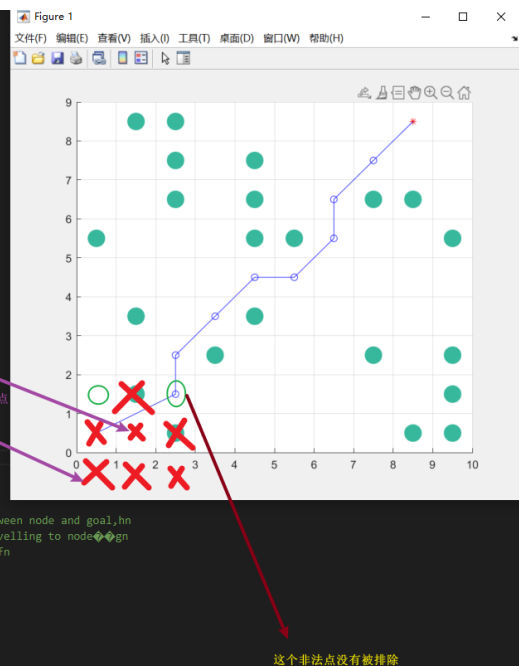 Figure 1
文件(F) 编辑(E) 查看(V) 插入(I) 工具(T) 桌面(D) 窗口(W) 帮助(H)
9
8
7
6
5
4
3
2
1
0
0 1 2 3 4 5 6 7 8 9 10
点
ween node and goal,hn
velling to node��gn
fn
这个非法点没有被排除